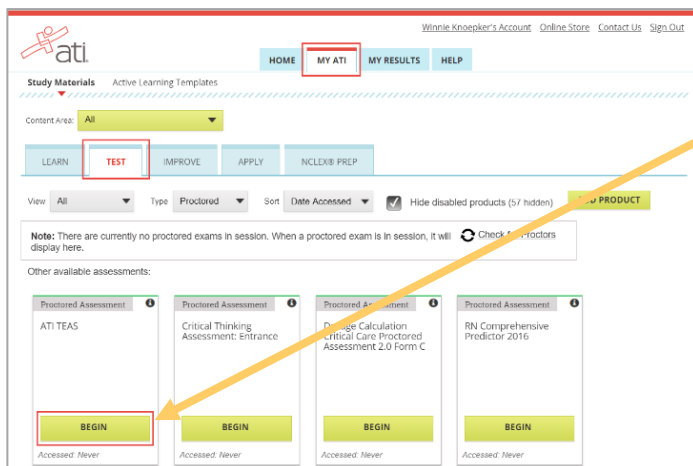 Winnie Knoepker's Account Online Store Contact Us Sign Out
ati
HOME MY ATI MY RESULTS HELP
Study Materials Active Learning Templates
Content Area: All
LEARN TEST IMPROVE APPLY NCLEX® PREP
View All Type Proctored Sort Date Accessed Hide disabled products (57 hidden) PRODUCT
Note: There are currently no proctored exams in session. When a proctored exam is in session, it will
display here.
Check Proctors
Other available assessments:
Proctored Assessment
ATI TEAS
BEGIN
Accessed: Never
Proctored Assessment
Critical Thinking
Assessment: Entrance
BEGIN
Accessed: Never
Proctored Assessment
Calculation
Critical Care Proctored
Assessment 2.0 Form C
BEGIN
Accessed: Never
Proctored Assessment
RN Comprehensive
Predictor 2016
BEGIN
Accessed: Never